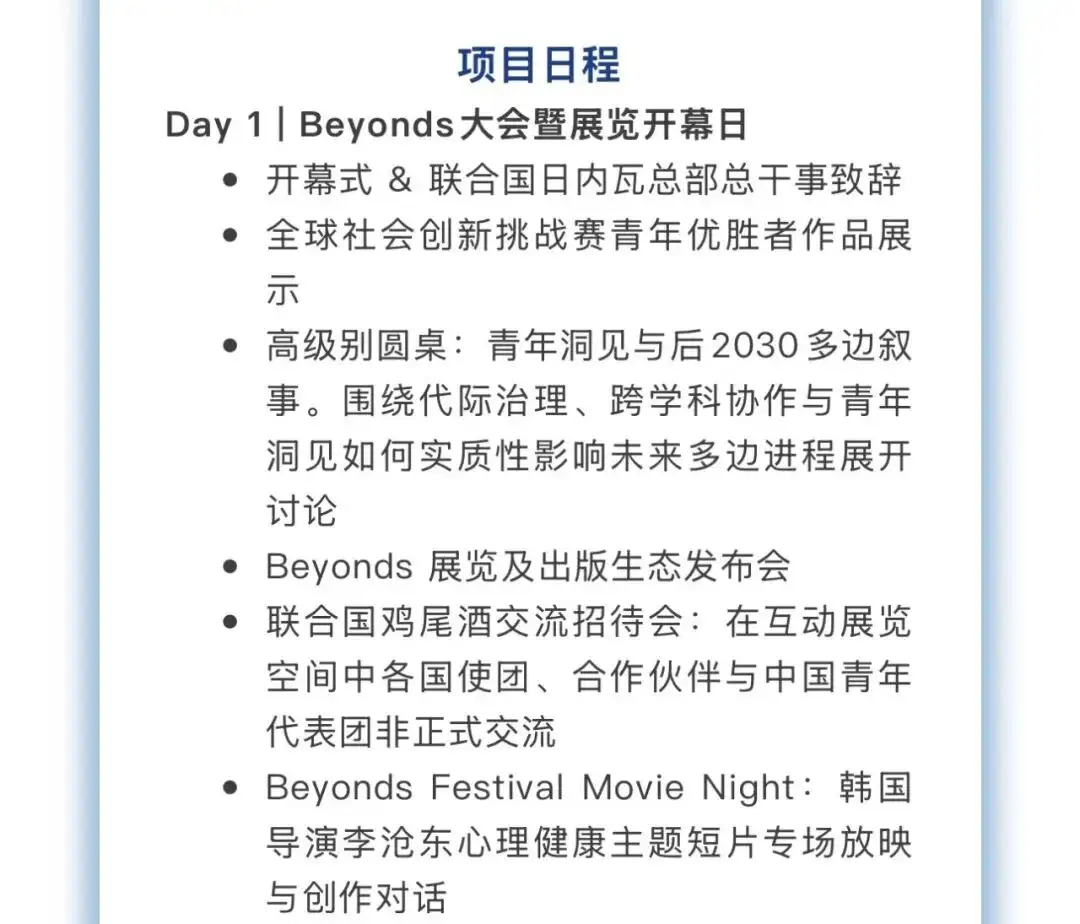 项目日程
Day 1 | Beyonds大会暨展览开幕日
• 开幕式 & 联合国日内瓦总部总干事致辞
• 全球社会创新挑战赛青年优胜者作品展
示
• 高级别圆桌：青年洞见与后2030多边叙
事。围绕代际治理、跨学科协作与青年
洞见如何实质性影响未来多边进程展开
讨论
• Beyonds 展览及出版生态发布会
• 联合国鸡尾酒交流招待会：在互动展览
空间中各国使团、合作伙伴与中国青年
代表团非正式交流
• Beyonds Festival Movie Night：韩国
导演李沧东心理健康主题短片专场放映
与创作对话